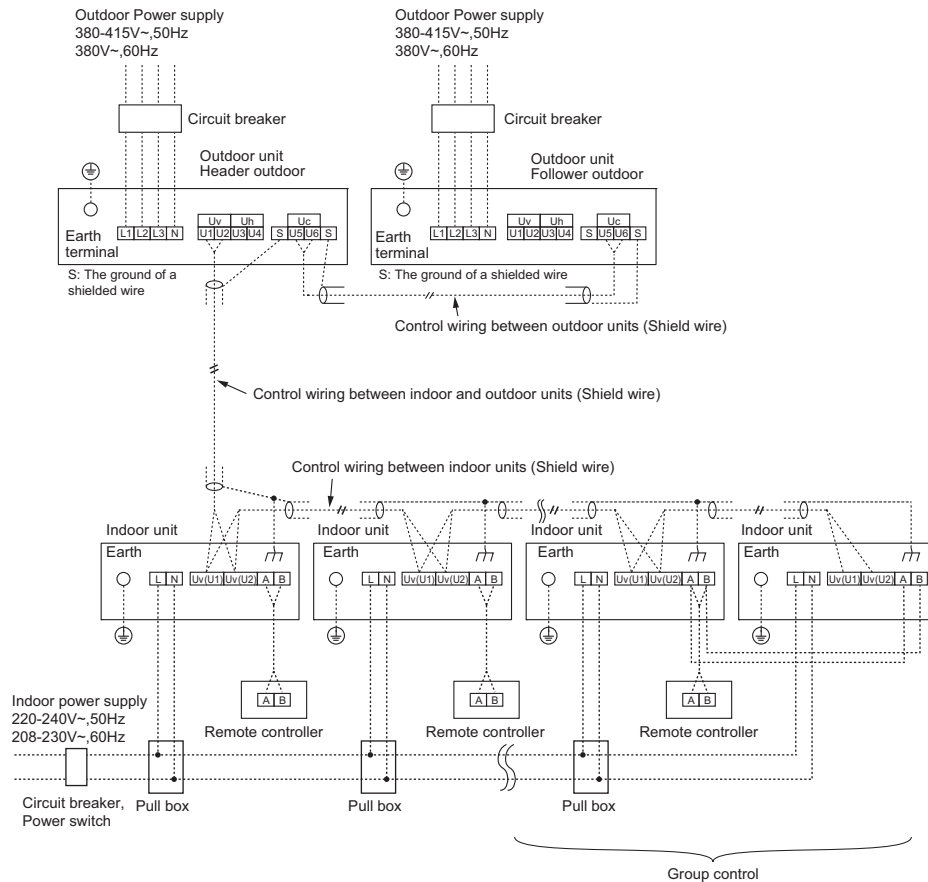 Outdoor Power supply
380-415V~,50Hz
380V~,60Hz
Outdoor Power supply
380-415V~,50Hz
380V~,60Hz
Circuit breaker
Circuit breaker
Outdoor unit
Header outdoor
Outdoor unit
Follower outdoor
Earth
terminal
L1 L2 L3 N
Uv Uh Uc
U1 U2 U3 U4 S U5 U6 S
Earth
terminal
L1 L2 L3 N
Uv Uh Uc
U1 U2 U3 U4 S U5 U6 S
S: The ground of a
shielded wire
S: The ground of a shielded wire
Control wiring between outdoor units (Shield wire)
Control wiring between indoor and outdoor units (Shield wire)
Control wiring between indoor units (Shield wire)
Indoor unit
Indoor unit
Indoor unit
Indoor unit
Earth
L N Uv(U1) Uv(U2) A B
Earth
L N Uv(U1) Uv(U2) A B
Earth
L N Uv(U1) Uv(U2) A B
Earth
L N Uv(U1) Uv(U2) A B
A B
Remote controller
A B
Remote controller
A B
Remote controller
Indoor power supply
220-240V~,50Hz
208-230V~,60Hz
Circuit breaker,
Power switch
Pull box
Pull box
Pull box
Group control